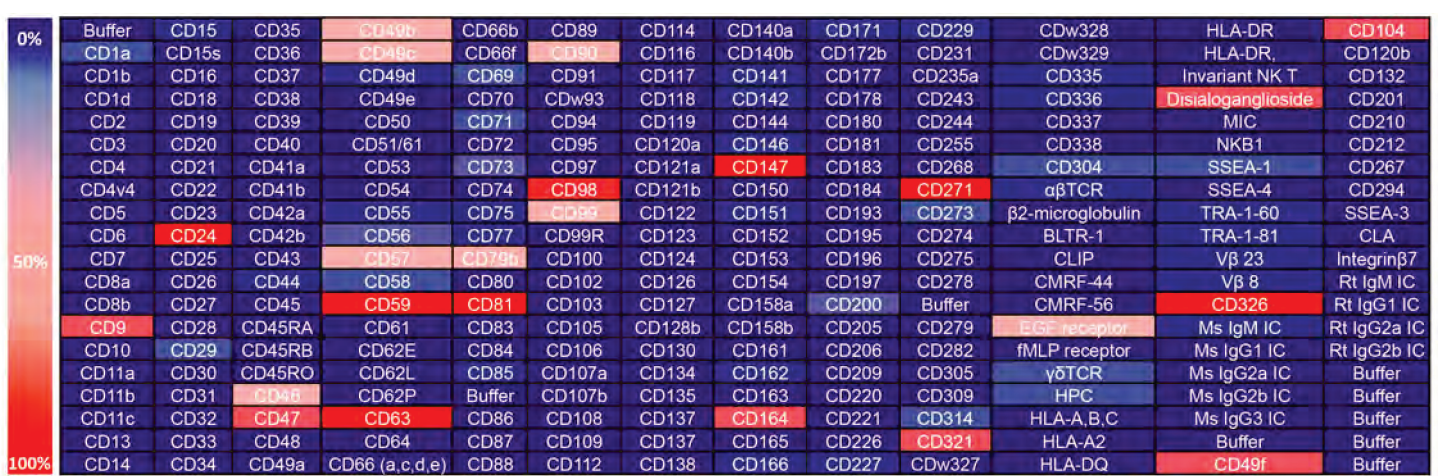 0% Buffer CD15 CD35 CD49b CD66b CD89 CD114 CD140a CD171 CD229 CDw328 HLA-DR CD104
CD1a CD15s CD36 CD49c CD66f CD90 CD116 CD140b CD172b CD231 CDw329 HLA-DR, CD120b
CD1b CD16 CD37 CD49d CD69 CD91 CD117 CD141 CD177 CD235a CD335 Invariant NK T CD132
CD1d CD18 CD38 CD49e CD70 CDw93 CD118 CD142 CD178 CD243 CD336 Disialoganglioside CD201
CD2 CD19 CD39 CD50 CD71 CD94 CD119 CD144 CD180 CD244 CD337 MIC CD210
CD3 CD20 CD40 CD51/61 CD72 CD95 CD120a CD146 CD181 CD255 CD338 NKB1 CD212
CD4 CD21 CD41a CD53 CD73 CD97 CD121a CD147 CD183 CD268 CD304 SSEA-1 CD267
CD4v4 CD22 CD41b CD54 CD74 CD98 CD121b CD150 CD184 CD271 αβTCR SSEA-4 CD294
CD5 CD23 CD42a CD55 CD75 CD99 CD122 CD151 CD193 CD273 β2-microglobulin TRA-1-60 SSEA-3
CD6 CD24 CD42b CD56 CD77 CD99R CD123 CD152 CD195 CD274 BLTR-1 TRA-1-81 CLA
50% CD7 CD25 CD43 CD57 CD79b CD100 CD124 CD153 CD196 CD275 CLIP Vβ 23 Integrinβ7
CD8a CD26 CD44 CD58 CD80 CD102 CD126 CD154 CD197 CD278 CMRF-44 Vβ 8 Rt IgM IC
CD8b CD27 CD45 CD59 CD81 CD103 CD127 CD158a CD200 Buffer CMRF-56 CD326 Rt IgG1 IC
CD9 CD28 CD45RA CD61 CD83 CD105 CD128b CD158b CD205 CD279 EGF receptor Ms IgM IC Rt IgG2a IC
CD10 CD29 CD45RB CD62E CD84 CD106 CD130 CD161 CD206 CD282 fMLP receptor Ms IgG1 IC Rt IgG2b IC
CD11a CD30 CD45RO CD62L CD85 CD107a CD134 CD162 CD209 CD305 γδTCR Ms IgG2a IC Buffer
CD11b CD31 CD46 CD62P Buffer CD107b CD135 CD163 CD220 CD309 HPC Ms IgG2b IC Buffer
CD11c CD32 CD47 CD63 CD86 CD108 CD137 CD164 CD221 CD314 HLA-A,B,C Ms IgG3 IC Buffer
CD13 CD33 CD48 CD64 CD87 CD109 CD137 CD165 CD226 CD321 HLA-A2 Buffer Buffer
100% CD14 CD34 CD49a CD66 (a,c,d,e) CD88 CD112 CD138 CD166 CD227 CDw327 HLA-DQ CD49f Buffer